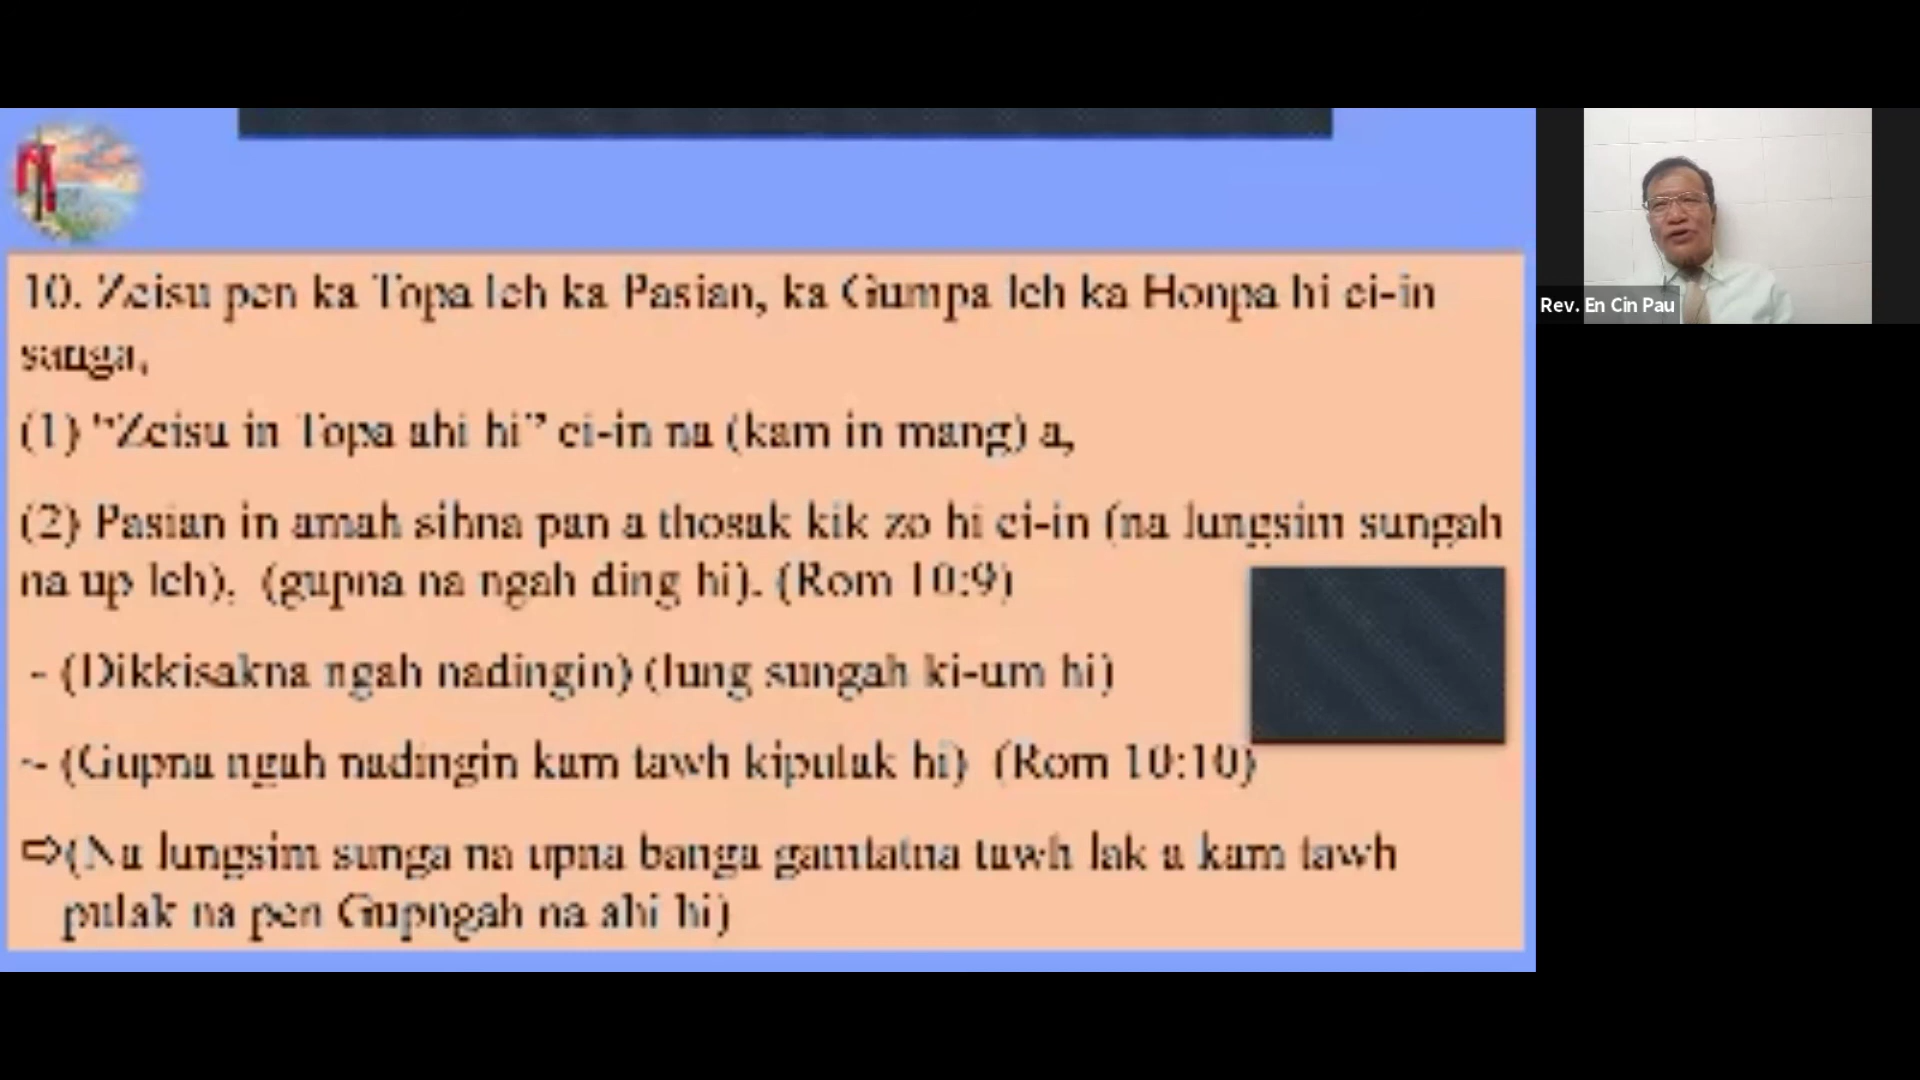 10. Zeisu pen ka Topa leh ka Pasian, ka Gumpa leh ka Honpa hi ci-in
sanga,
(1) "Zeisu in Topa ahi hi" ci-in na (kam in mang) a,
(2) Pasian in amah sihna pan a thosak kik zo hi ci-in (na lungsim sungah
na up leh), (gupna na ngah ding hi). (Rom 10:9)
- (Dikkisakna ngah nadingin) (lung sungah ki-um hi)
~ (Gupna ngah nadingin kam tawh kipulak hi) (Rom 10:10)
⇨(Na lungsim sunga na upna banga gamtatna tawh lak a kam tawh
pulak na pen Gupngah na ahi hi)
Rev. En Cin Pau